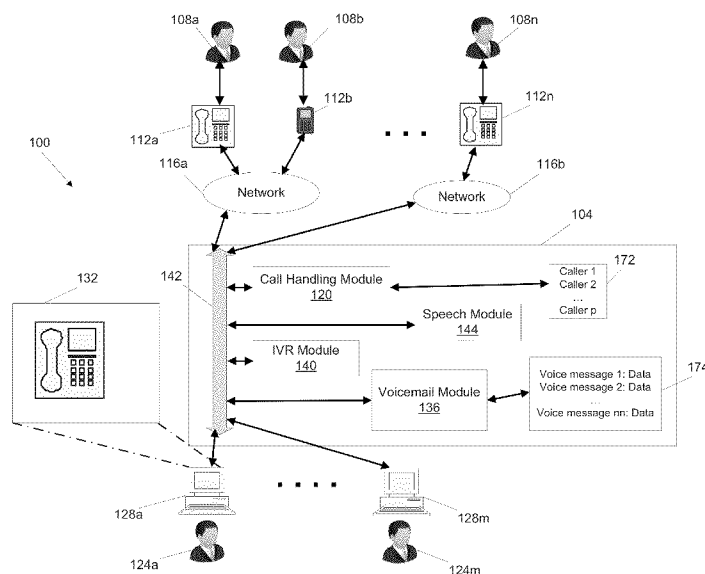 108a
108b
108n
112a
112b
112n
100
116a
Network
Network
116b
104
132
142
Call Handling Module
120
Caller 1
Caller 2
...
Caller p
172
Speech Module
144
IVR Module
140
Voicemail Module
136
Voice message 1: Data
Voice message 2: Data
...
Voice message nn: Data
174
128a
128m
124a
124m